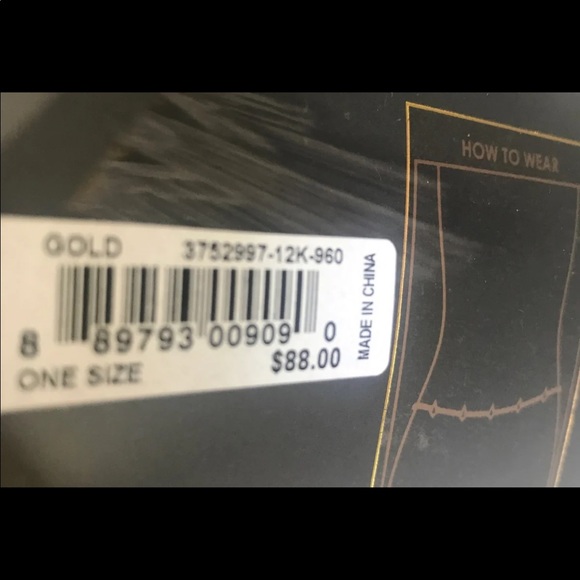 HOW TO WEAR
GOLD 3752997-12K-960
8 89793 00909 0
ONE SIZE $88.00
MADE IN CHINA